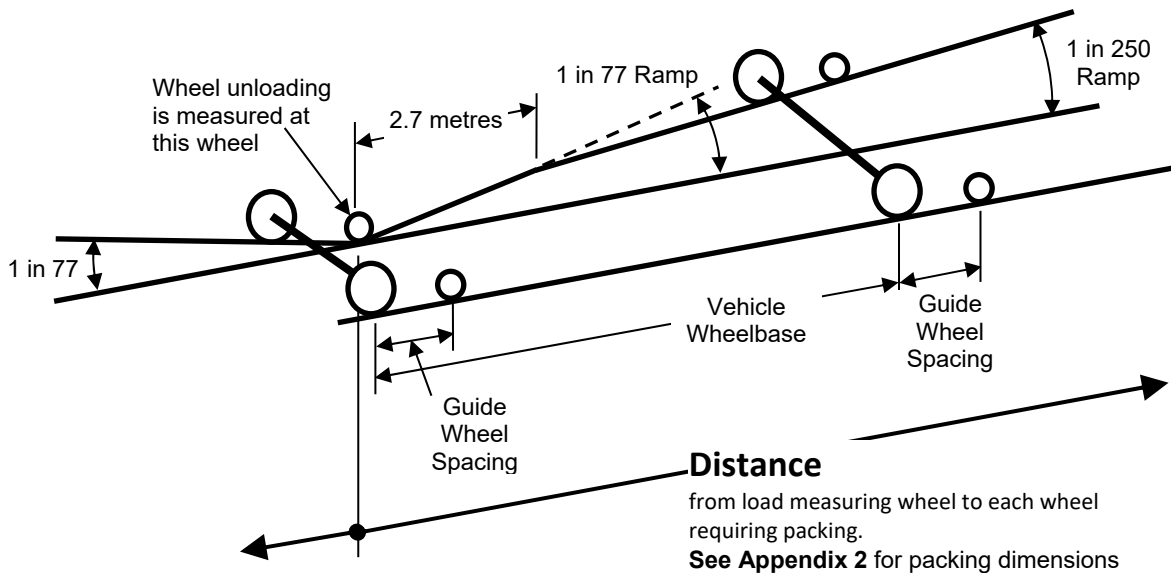 1 in 77 Ramp
1 in 250
Ramp
Wheel unloading
is measured at
this wheel
2.7 metres
1 in 77
Vehicle
Wheelbase
Guide
Wheel
Spacing
Guide
Wheel
Spacing
Distance
from load measuring wheel to each wheel
requiring packing.
See Appendix 2 for packing dimensions